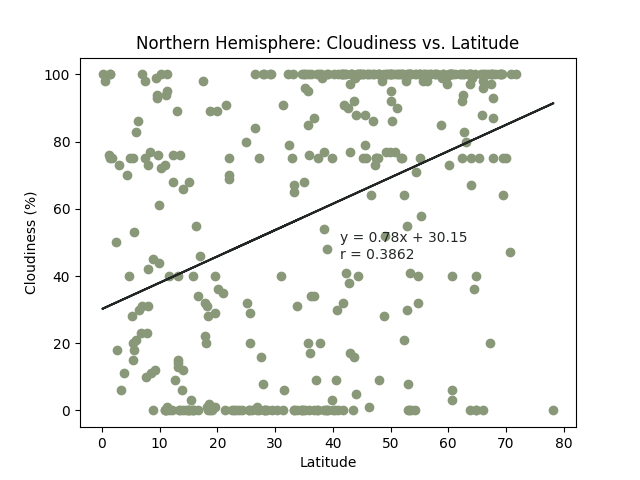 Northern Hemisphere: Cloudiness vs. Latitude
100
80
60
40
20
0
Cloudiness (%)
y = 0.78x + 30.15
r = 0.3862
0 10 20 30 40 50 60 70 80
Latitude